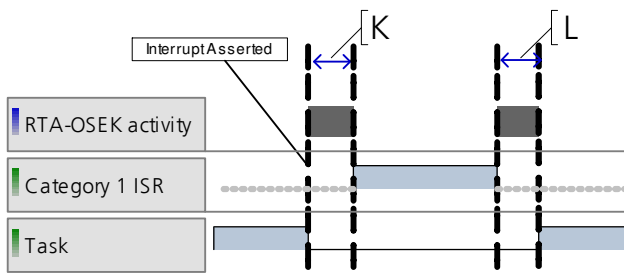 K
L
Interrupt Asserted
RTA-OSEK activity
Category 1 ISR
Task